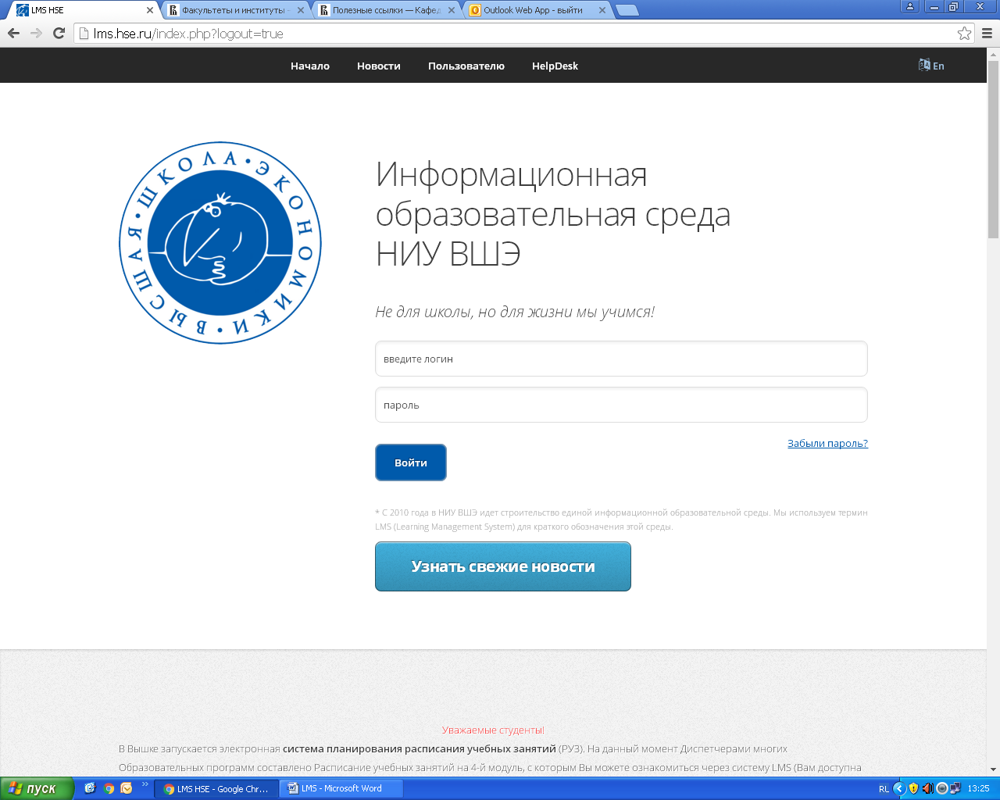 LMS HSE
Факультеты и институты -
Полезные ссылки — Кафед
Outlook Web App - выйти
lms.hse.ru/index.php?logout=true
Начало Новости Пользователю HelpDesk En
ВЫСШАЯ • ШКОЛА • ЭКОНОМИКИ •
Информационная
образовательная среда
НИУ ВШЭ
Не для школы, но для жизни мы учимся!
введите логин
пароль
Забыли пароль?
Войти
* С 2010 года в НИУ ВШЭ идет строительство единой информационной образовательной среды. Мы используем термин
LMS (Learning Management System) для краткого обозначения этой среды.
Узнать свежие новости
Уважаемые студенты!
В Вышке запускается электронная система планирования расписания учебных занятий (РУЗ). На данный момент Диспетчерами многих
Образовательных программ составлено Расписание учебных занятий на 4-й модуль, с которым Вы можете ознакомиться через систему LMS (Вам доступна
пуск
LMS HSE - Google Chr...
LMS - Microsoft Word
RL
13:25